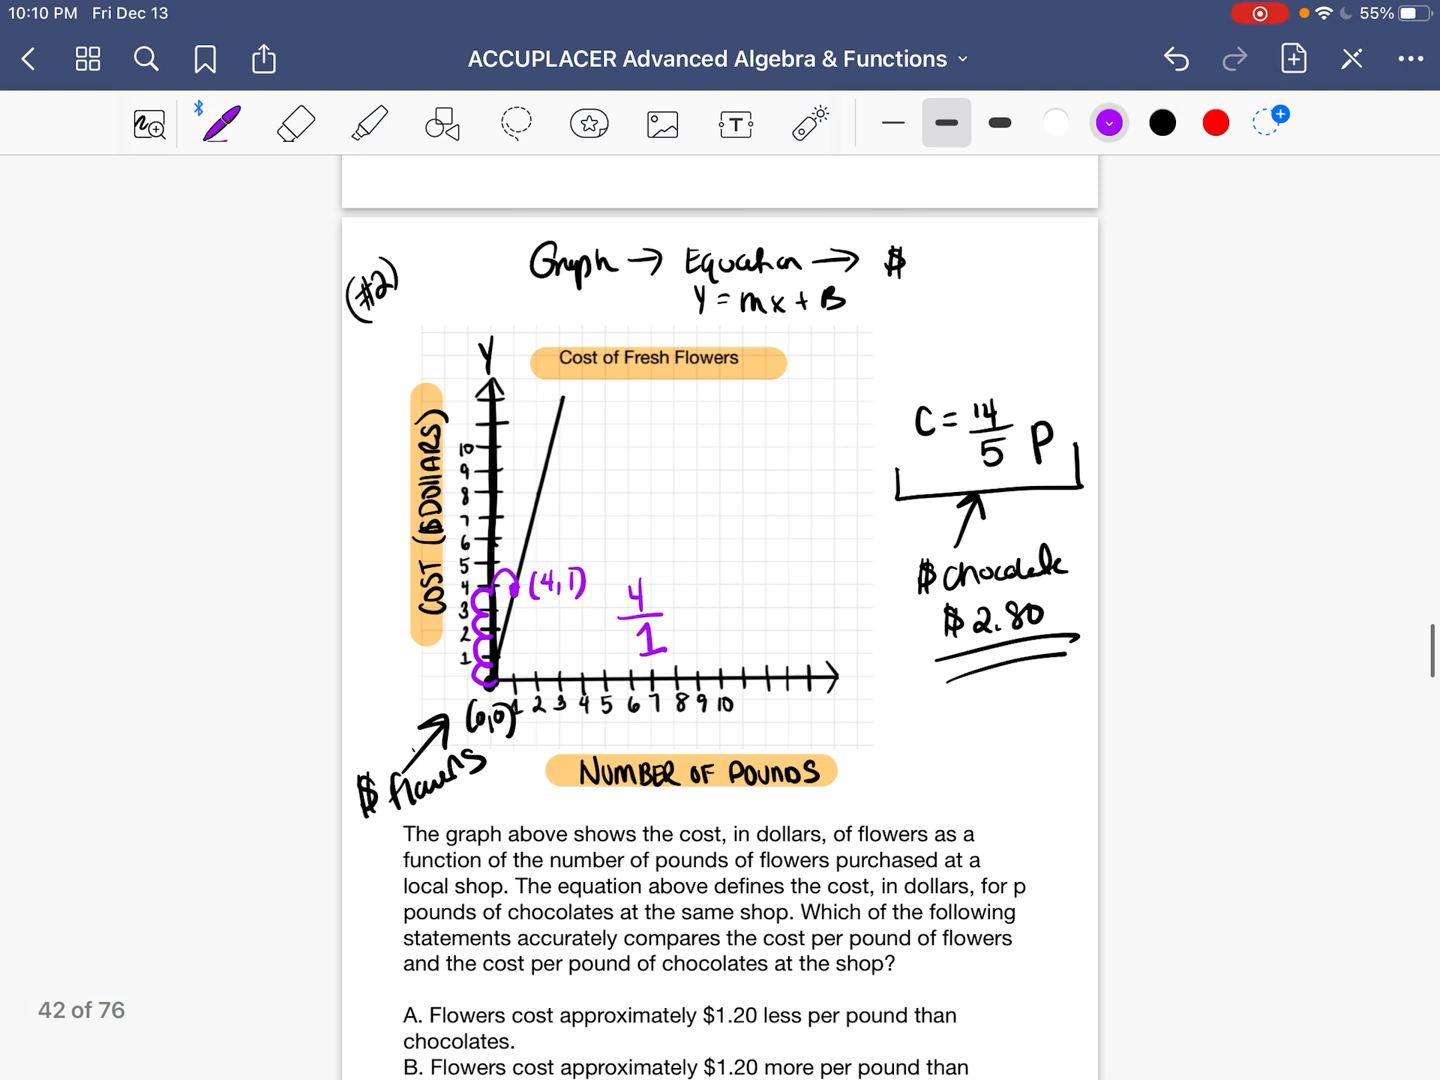 10:10 PM Fri Dec 13
55%
ACCUPLACER Advanced Algebra & Functions
T
(#2)
Graph → Equation → $
Y = mx + B
Y
Cost of Fresh Flowers
COST ($DOLLARS)
10
9
8
7
6
5
4
3
2
1
(4,1)
4/1
(0,0)
1 2 3 4 5 6 7 8 9 10
$ flowers
NUMBER OF POUNDS
C = 14/5 P
$ chocolate
$ 2.80
The graph above shows the cost, in dollars, of flowers as a
function of the number of pounds of flowers purchased at a
local shop. The equation above defines the cost, in dollars, for p
pounds of chocolates at the same shop. Which of the following
statements accurately compares the cost per pound of flowers
and the cost per pound of chocolates at the shop?
A. Flowers cost approximately $1.20 less per pound than
chocolates.
B. Flowers cost approximately $1.20 more per pound than
42 of 76